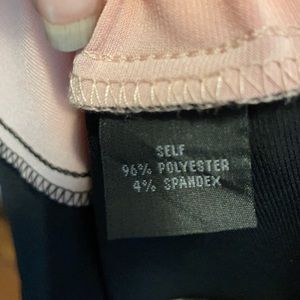 SELF
96% POLYESTER
4% SPANDEX